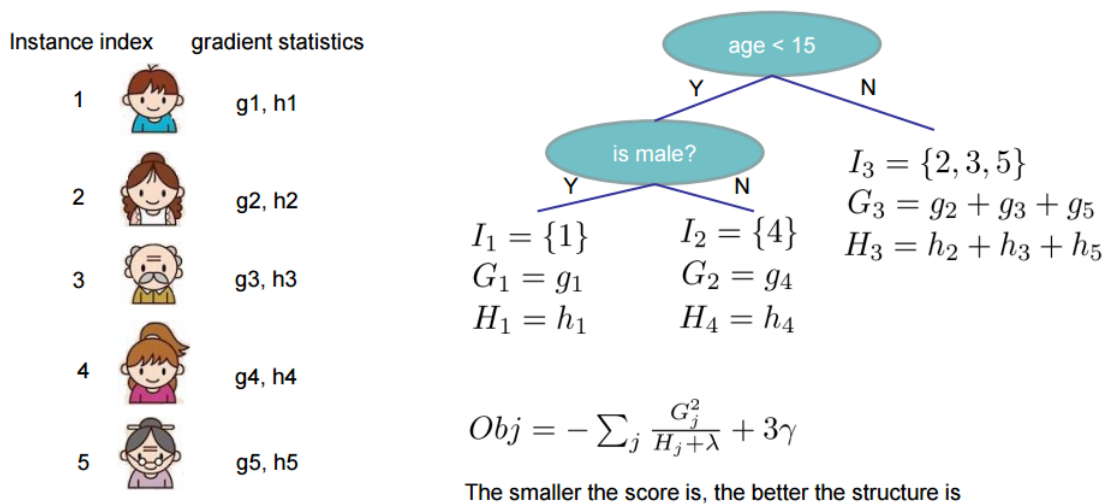 Instance index gradient statistics
1 g1, h1
2 g2, h2
3 g3, h3
4 g4, h4
5 g5, h5
age < 15
Y N
is male?
Y N
I₁ = {1}
G₁ = g₁
H₁ = h₁
I₂ = {4}
G₂ = g₄
H₄ = h₄
I₃ = {2, 3, 5}
G₃ = g₂ + g₃ + g₅
H₃ = h₂ + h₃ + h₅
Obj = − ∑ⱼ Gⱼ² / (Hⱼ+λ) + 3γ
The smaller the score is, the better the structure is